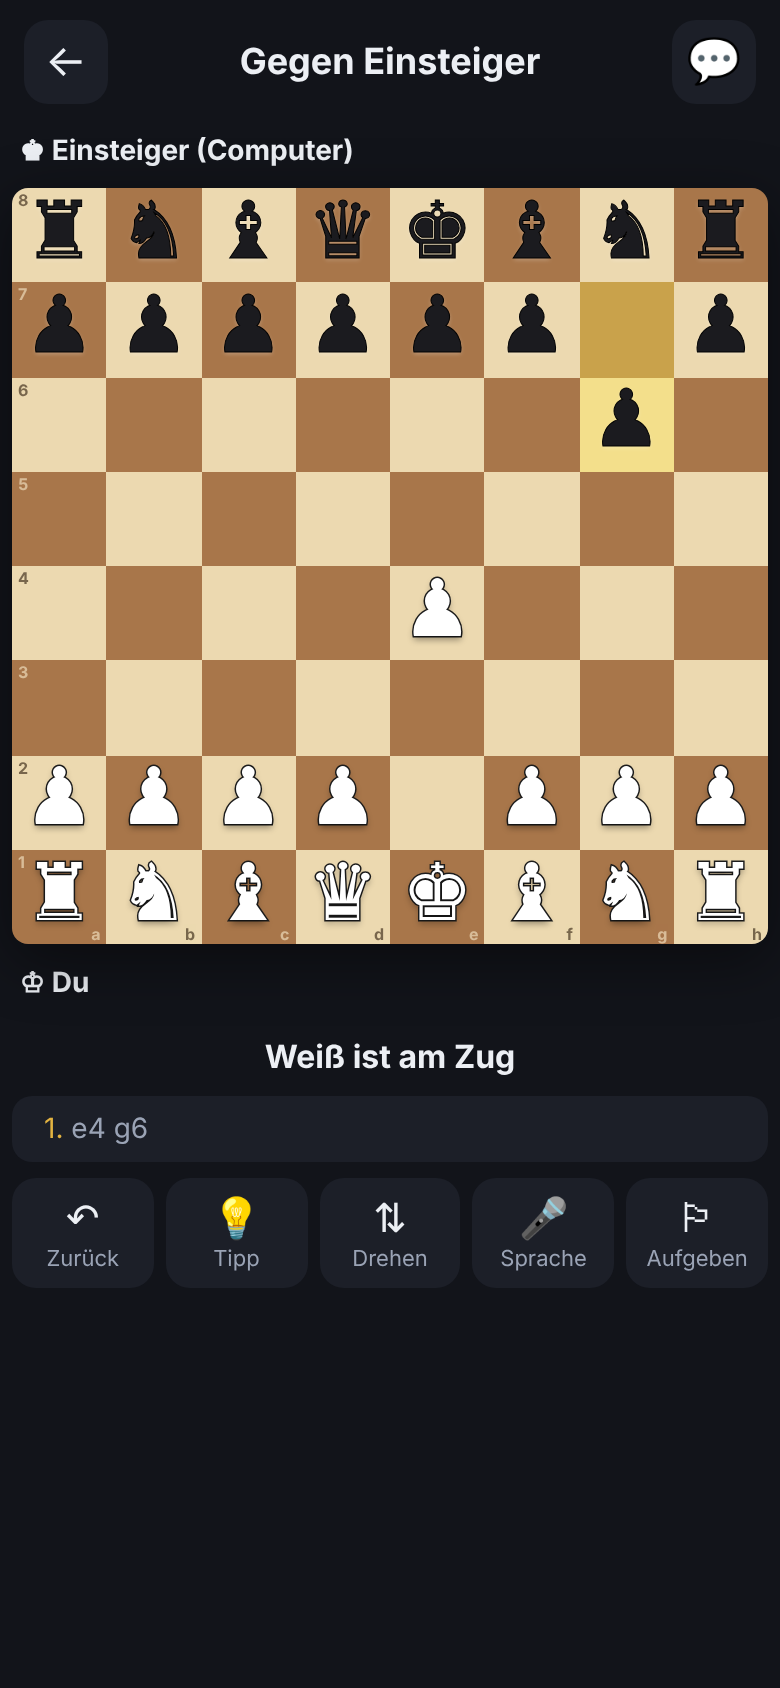 Gegen Einsteiger
Einsteiger (Computer)
8
7
6
5
4
3
2
1
a b c d e f g h
Du
Weiß ist am Zug
1. e4 g6
Zurück Tipp Drehen Sprache Aufgeben